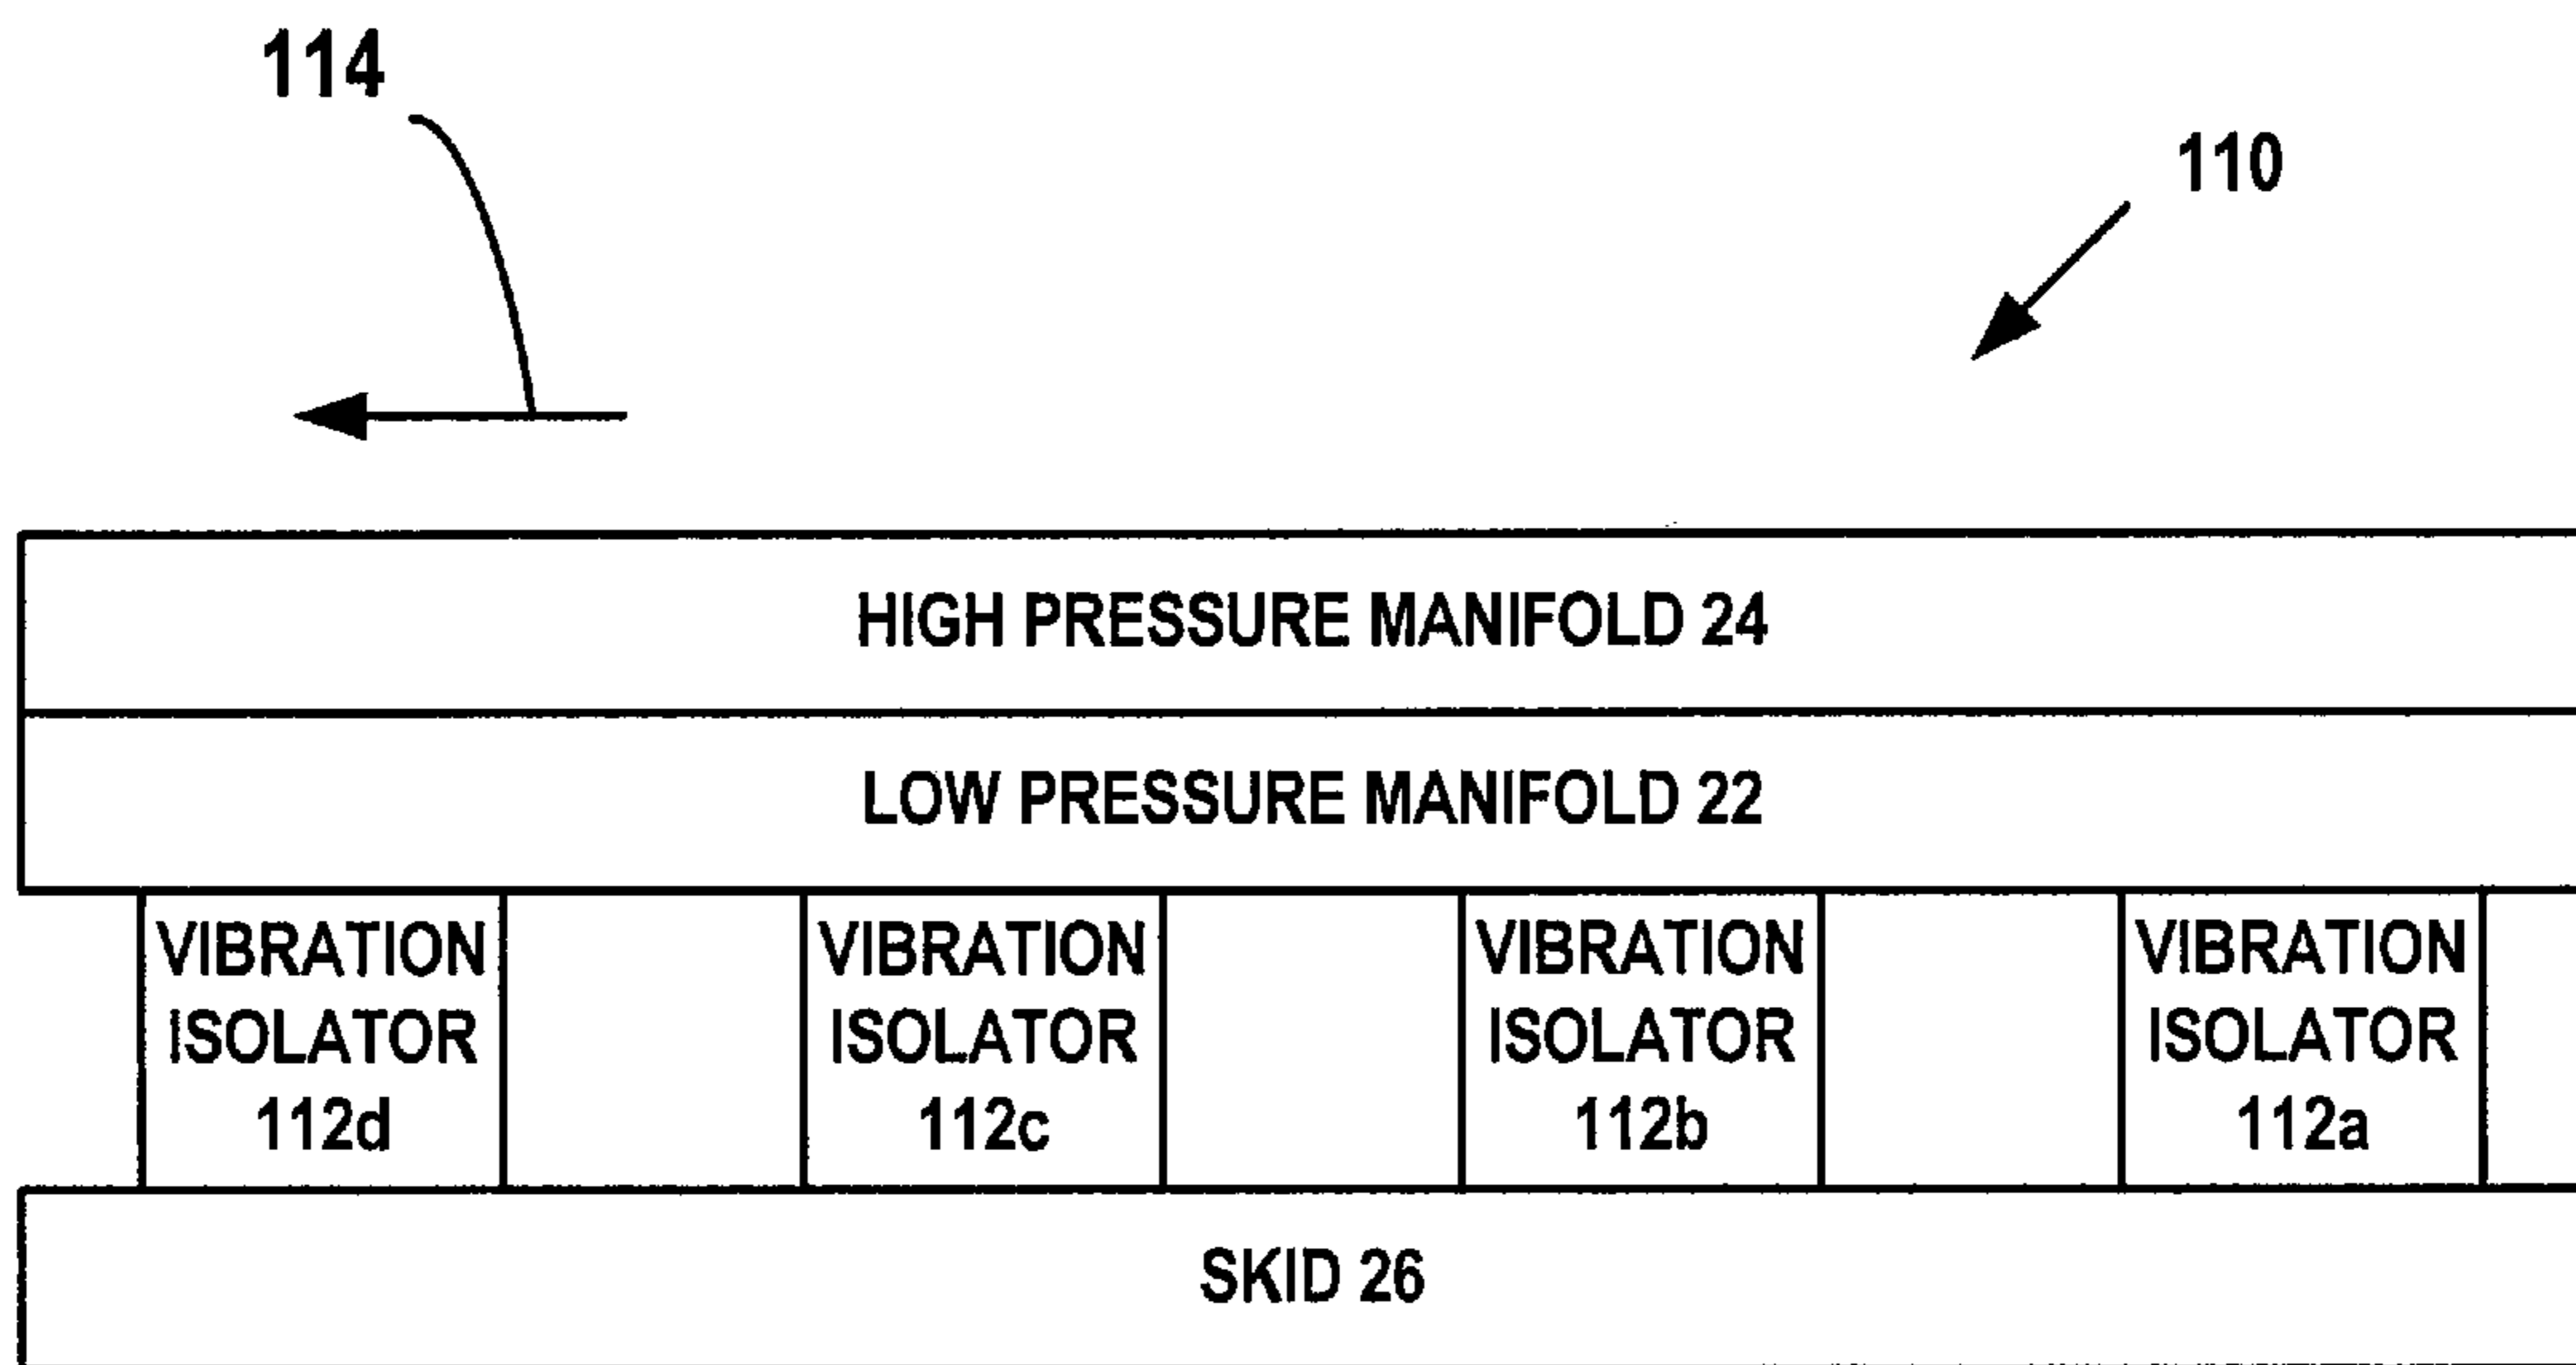 114
110
HIGH PRESSURE MANIFOLD 24
LOW PRESSURE MANIFOLD 22
VIBRATION
ISOLATOR
112d
VIBRATION
ISOLATOR
112c
VIBRATION
ISOLATOR
112b
VIBRATION
ISOLATOR
112a
SKID 26